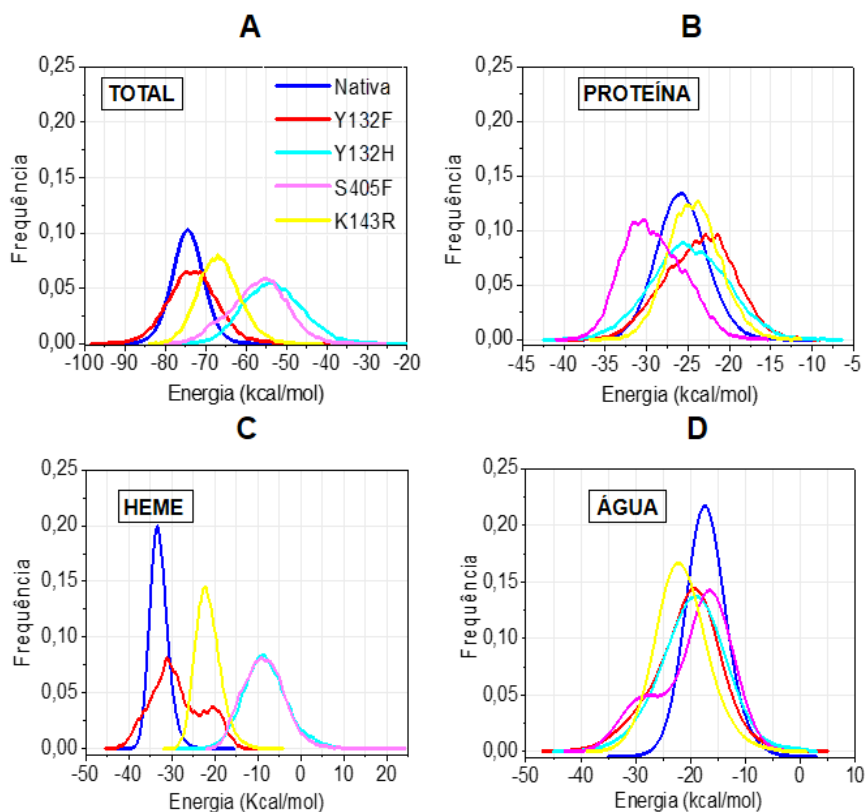 A
B
0,25
0,20
0,15
0,10
0,05
0,00
Frequência
TOTAL
Nativa
Y132F
Y132H
S405F
K143R
-100 -90 -80 -70 -60 -50 -40 -30 -20
Energia (kcal/mol)
0,25
0,20
0,15
0,10
0,05
0,00
Frequência
PROTEÍNA
-45 -40 -35 -30 -25 -20 -15 -10 -5
Energia (kcal/mol)
C
D
0,25
0,20
0,15
0,10
0,05
0,00
Frequência
HEME
-50 -40 -30 -20 -10 0 10 20
Energia (Kcal/mol)
0,25
0,20
0,15
0,10
0,05
0,00
Frequência
ÁGUA
-50 -40 -30 -20 -10 0 10
Energia (kcal/mol)